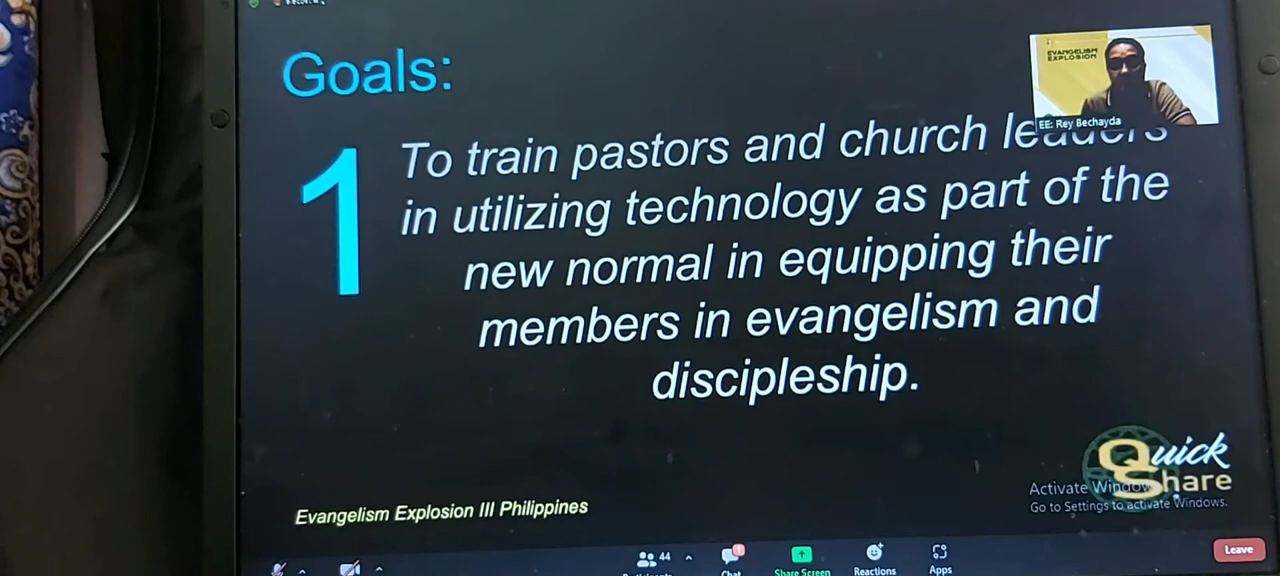 Goals:
EVANGELISM
EXPLOSION
EE: Rey Bechayda
1
To train pastors and church leaders
in utilizing technology as part of the
new normal in equipping their
members in evangelism and
discipleship.
Quick
Share
Activate Windows
Go to Settings to activate Windows.
Evangelism Explosion III Philippines
44
1
Participants
Chat
Share Screen
Reactions
Apps
Leave